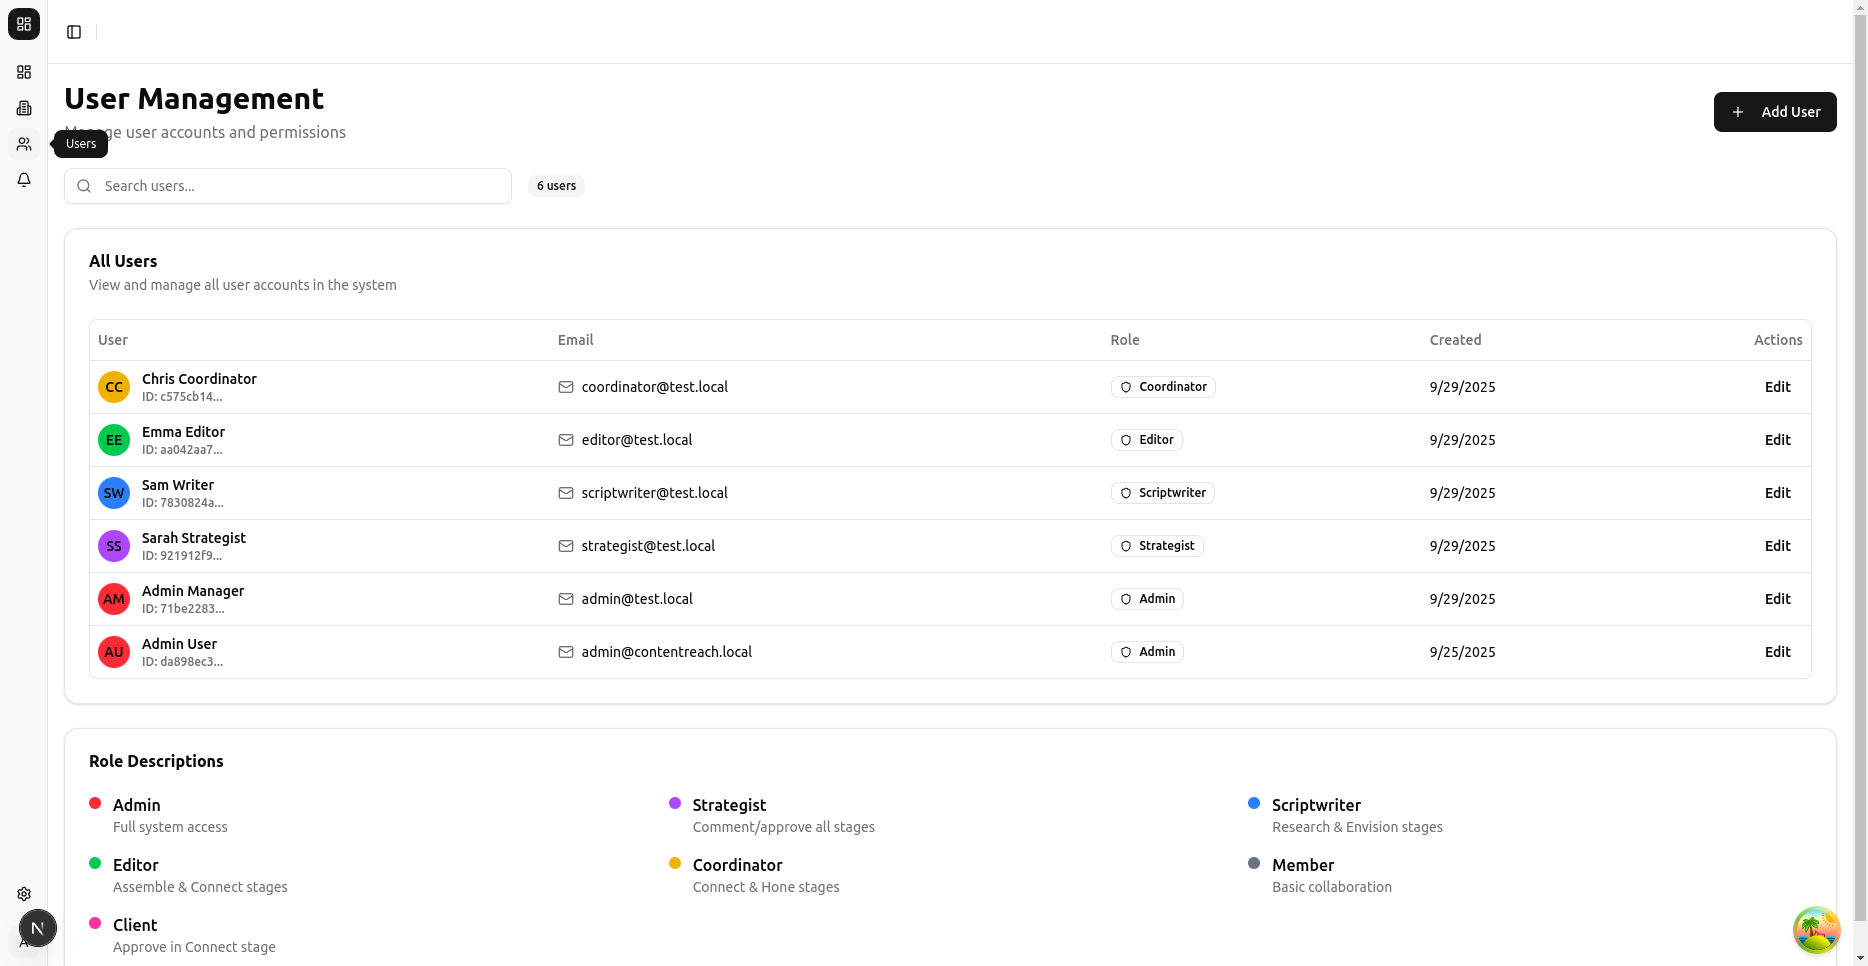 User Management
Manage user accounts and permissions
Users
Add User
Search users...
6 users
All Users
View and manage all user accounts in the system
User Email Role Created Actions
CC Chris Coordinator coordinator@test.local Coordinator 9/29/2025 Edit
ID: c575cb14...
EE Emma Editor editor@test.local Editor 9/29/2025 Edit
ID: aa042aa7...
SW Sam Writer scriptwriter@test.local Scriptwriter 9/29/2025 Edit
ID: 7830824a...
SS Sarah Strategist strategist@test.local Strategist 9/29/2025 Edit
ID: 921912f9...
AM Admin Manager admin@test.local Admin 9/29/2025 Edit
ID: 71be2283...
AU Admin User admin@contentreach.local Admin 9/25/2025 Edit
ID: da898ec3...
Role Descriptions
Admin
Full system access
Strategist
Comment/approve all stages
Scriptwriter
Research & Envision stages
Editor
Assemble & Connect stages
Coordinator
Connect & Hone stages
Member
Basic collaboration
Client
Approve in Connect stage
N